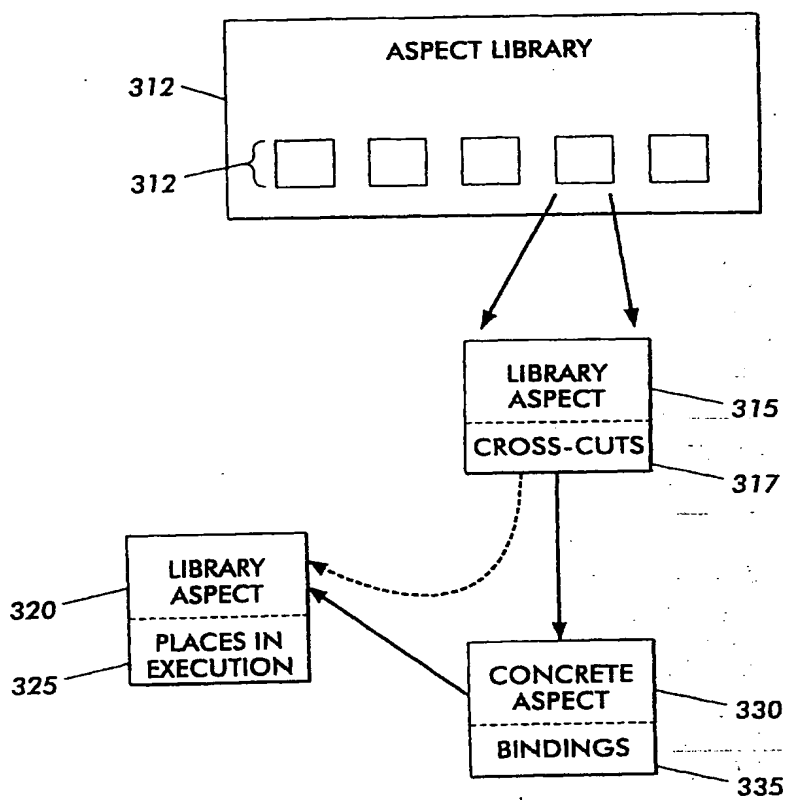 ASPECT LIBRARY
312
312
LIBRARY
ASPECT
315
CROSS-CUTS
317
LIBRARY
ASPECT
320
PLACES IN
EXECUTION
325
CONCRETE
ASPECT
330
BINDINGS
335